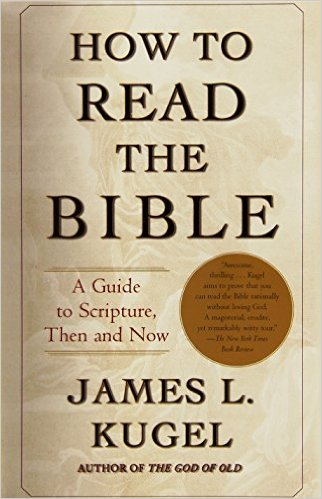 HOW TO
READ
THE
BIBLE
A Guide
to Scripture,
Then and Now
"Awesome,
thrilling . . . Kugel
aims to prove that you
can read the Bible rationally
without losing God.
A magisterial, erudite,
yet remarkably witty tour."
—The New York Times
Book Review
JAMES L.
KUGEL
AUTHOR OF THE GOD OF OLD